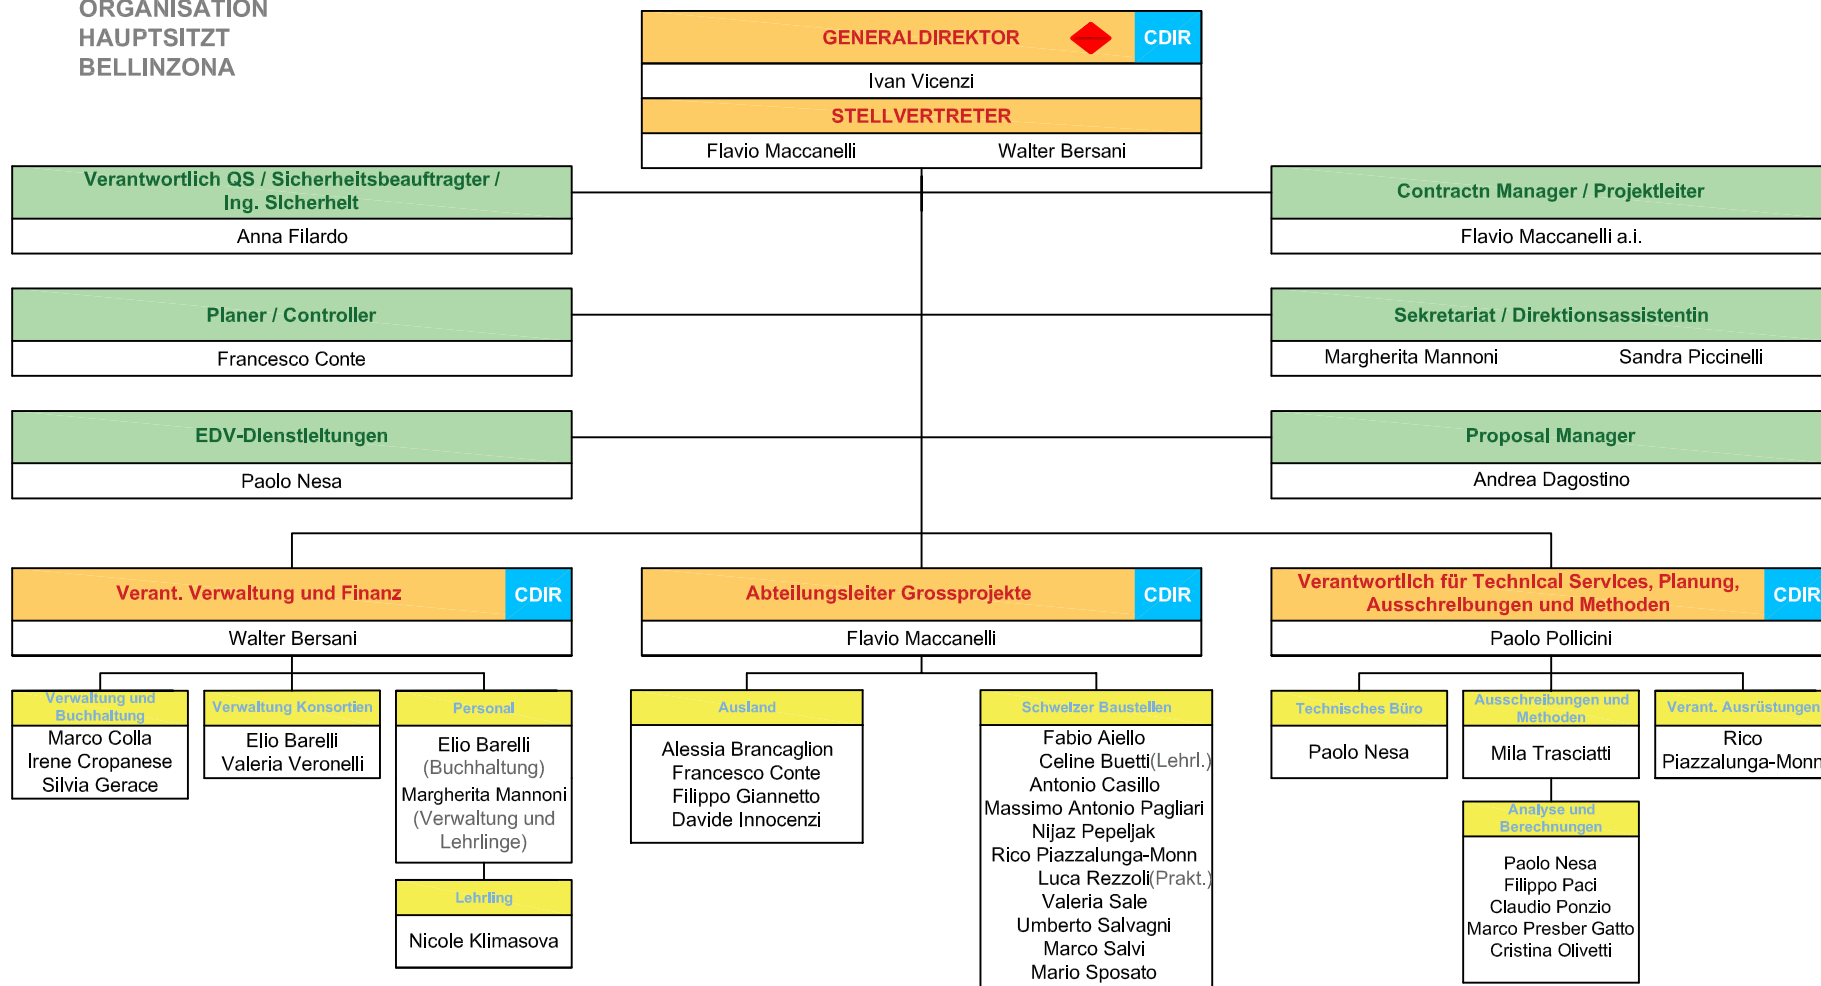 ORGANISATION
HAUPTSITZT
BELLINZONA
GENERALDIREKTOR
CDIR
Ivan Vicenzi
STELLVERTRETER
Flavio Maccanelli
Walter Bersani
Verantwortlich QS / Sicherheitsbeauftragter /
Ing. Sicherheit
Anna Filardo
Contractn Manager / Projektleiter
Flavio Maccanelli a.i.
Planer / Controller
Francesco Conte
Sekretariat / Direktionsassistentin
Margherita Mannoni
Sandra Piccinelli
EDV-Dienstleitungen
Paolo Nesa
Proposal Manager
Andrea Dagostino
Verant. Verwaltung und Finanz
CDIR
Walter Bersani
Abteilungsleiter Grossprojekte
CDIR
Flavio Maccanelli
Verantwortlich für Technical Services, Planung,
Ausschreibungen und Methoden
CDIR
Paolo Pollicini
Verwaltung und
Buchhaltung
Marco Colla
Irene Cropanese
Silvia Gerace
Verwaltung Konsortien
Elio Barelli
Valeria Veronelli
Personal
Elio Barelli
(Buchhaltung)
Margherita Mannoni
(Verwaltung und
Lehrlinge)
Lehrling
Nicole Klimasova
Ausland
Alessia Brancaglion
Francesco Conte
Filippo Giannetto
Davide Innocenzi
Schweizer Baustellen
Fabio Aiello
Celine Buetti(Lehrl.)
Antonio Casillo
Massimo Antonio Pagliari
Nijaz Pepeljak
Rico Piazzalunga-Monn
Luca Rezzoli(Prakt.)
Valeria Sale
Umberto Salvagni
Marco Salvi
Mario Sposato
Technisches Büro
Paolo Nesa
Ausschreibungen und
Methoden
Mila Trasciatti
Verant. Ausrüstungen
Rico
Piazzalunga-Monn
Analyse und
Berechnungen
Paolo Nesa
Filippo Paci
Claudio Ponzio
Marco Presber Gatto
Cristina Olivetti